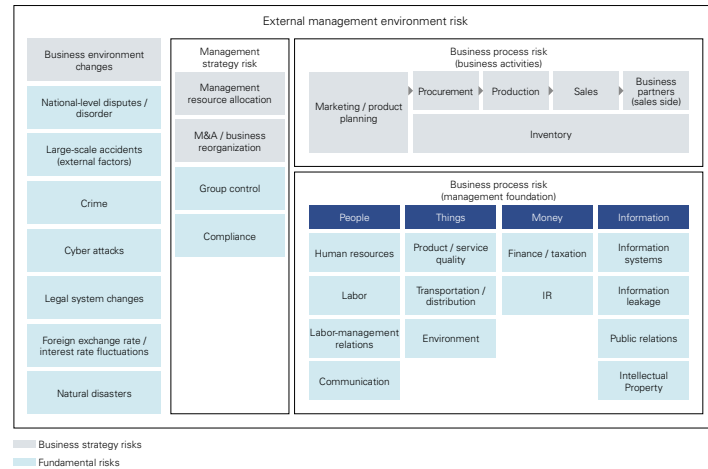 External management environment risk
Business environment
changes
National-level disputes /
disorder
Large-scale accidents
(external factors)
Crime
Cyber attacks
Legal system changes
Foreign exchange rate /
interest rate fluctuations
Natural disasters
Management
strategy risk
Management
resource allocation
M&A / business
reorganization
Group control
Compliance
Business process risk
(business activities)
Marketing / product
planning
Procurement
Production
Sales
Business
partners
(sales side)
Inventory
Business process risk
(management foundation)
People
Human resources
Labor
Labor-management
relations
Communication
Things
Product / service
quality
Transportation /
distribution
Environment
Money
Finance / taxation
IR
Information
Information
systems
Information
leakage
Public relations
Intellectual
Property
Business strategy risks
Fundamental risks